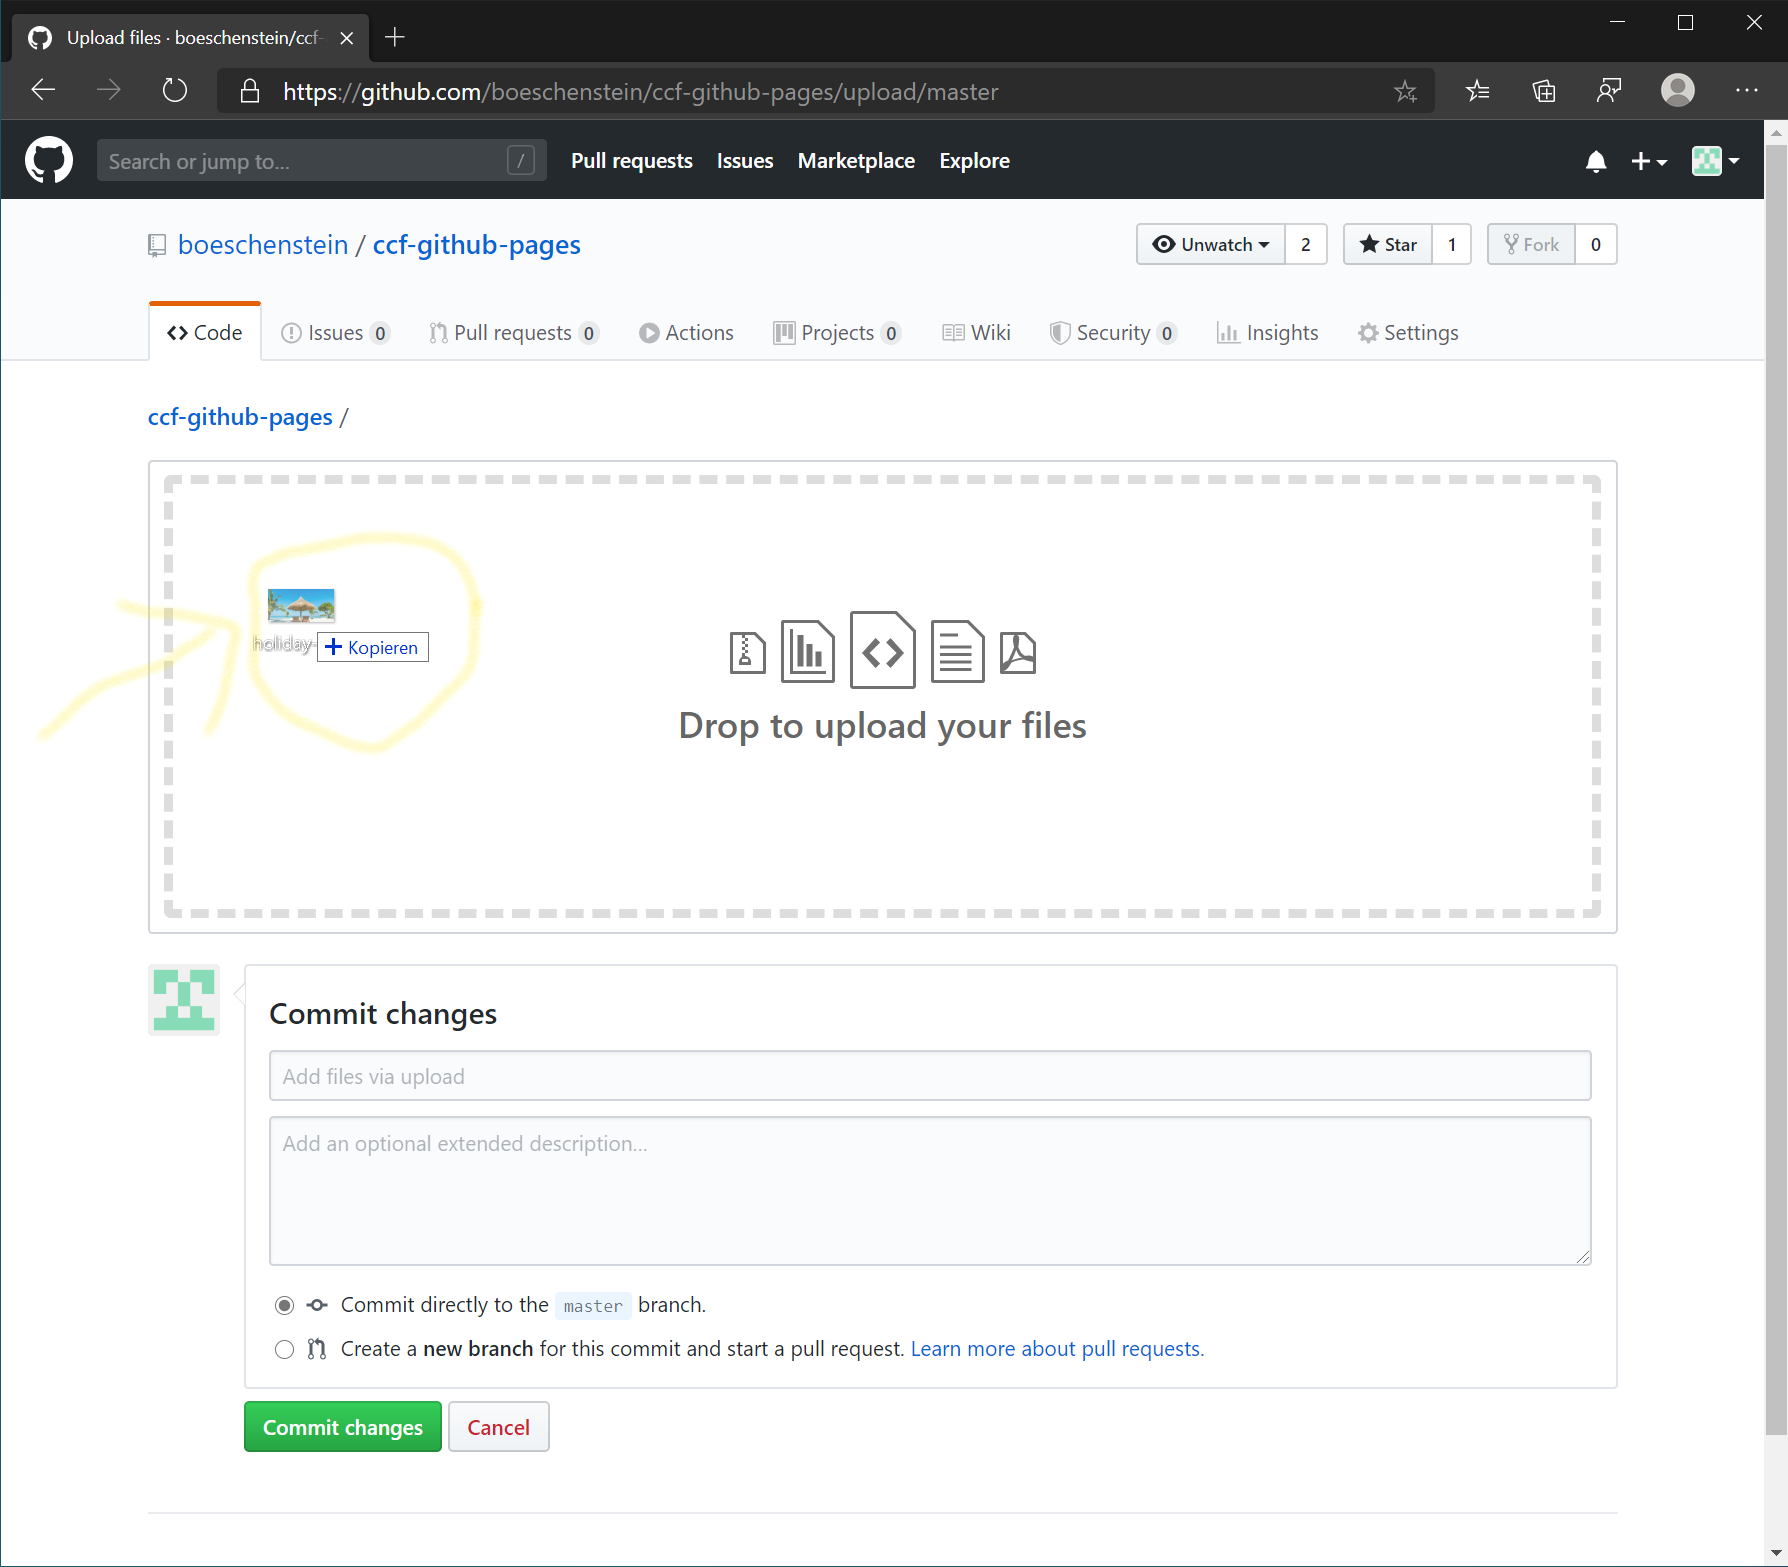 Upload files · boeschenstein/ccf-
https://github.com/boeschenstein/ccf-github-pages/upload/master
Search or jump to... / Pull requests Issues Marketplace Explore
boeschenstein / ccf-github-pages Unwatch 2 Star 1 Fork 0
Code Issues 0 Pull requests 0 Actions Projects 0 Wiki Security 0 Insights Settings
ccf-github-pages /
holiday- + Kopieren
Drop to upload your files
Commit changes
Add files via upload
Add an optional extended description...
Commit directly to the master branch.
Create a new branch for this commit and start a pull request. Learn more about pull requests.
Commit changes Cancel